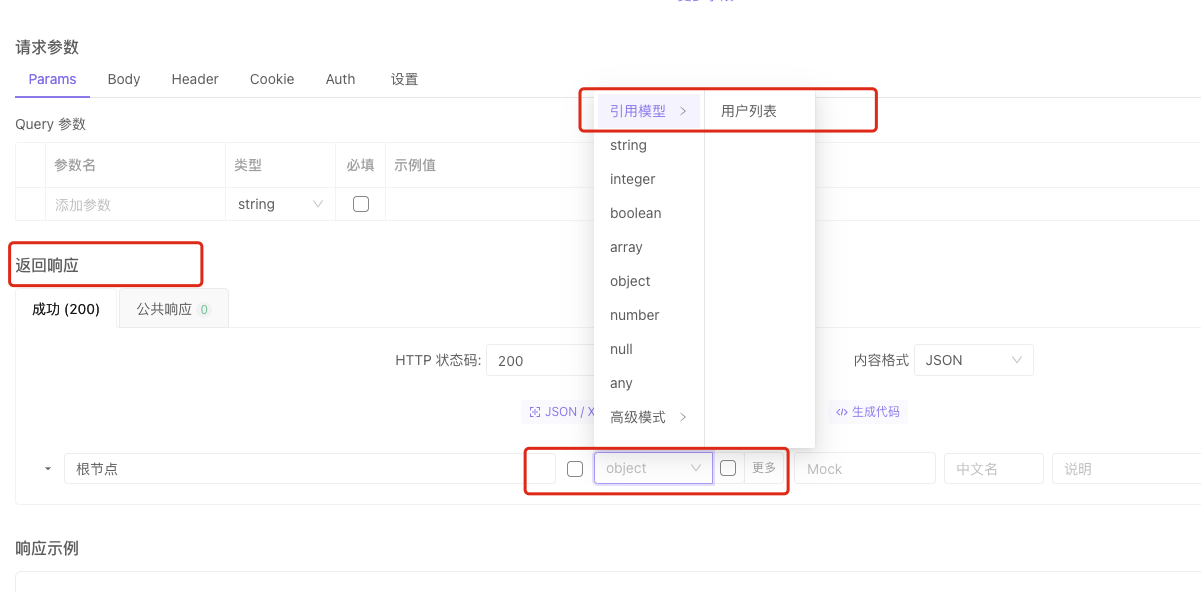 请求参数
Params Body Header Cookie Auth 设置
Query 参数
参数名 类型 必填 示例值
添加参数 string
引用模型 用户列表
string
integer
boolean
array
object
number
null
any
高级模式
返回响应
成功 (200) 公共响应 0
HTTP 状态码: 200 内容格式 JSON
JSON / X </> 生成代码
根节点 object 更多 Mock 中文名 说明
响应示例